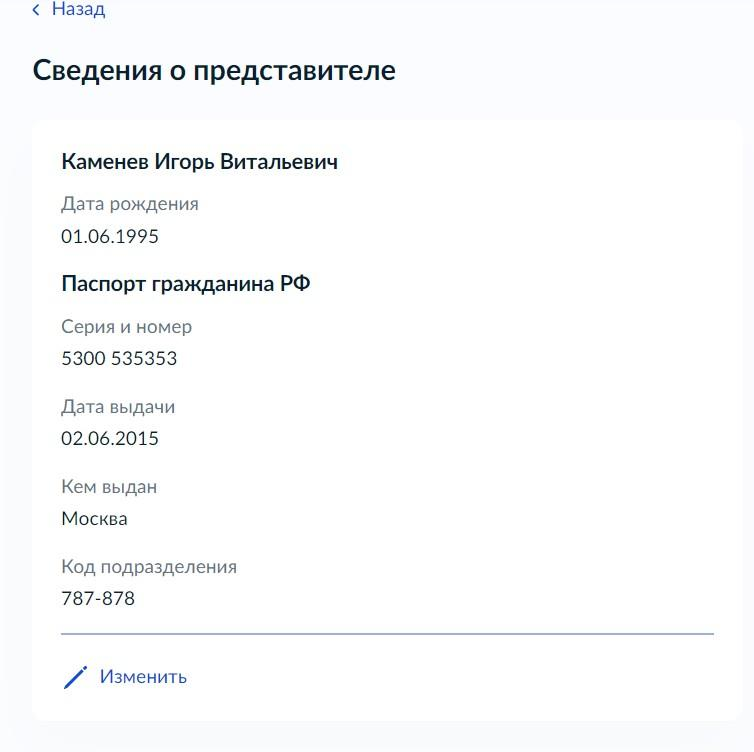 Назад
Сведения о представителе
Каменев Игорь Витальевич
Дата рождения
01.06.1995
Паспорт гражданина РФ
Серия и номер
5300 535353
Дата выдачи
02.06.2015
Кем выдан
Москва
Код подразделения
787-878
Изменить